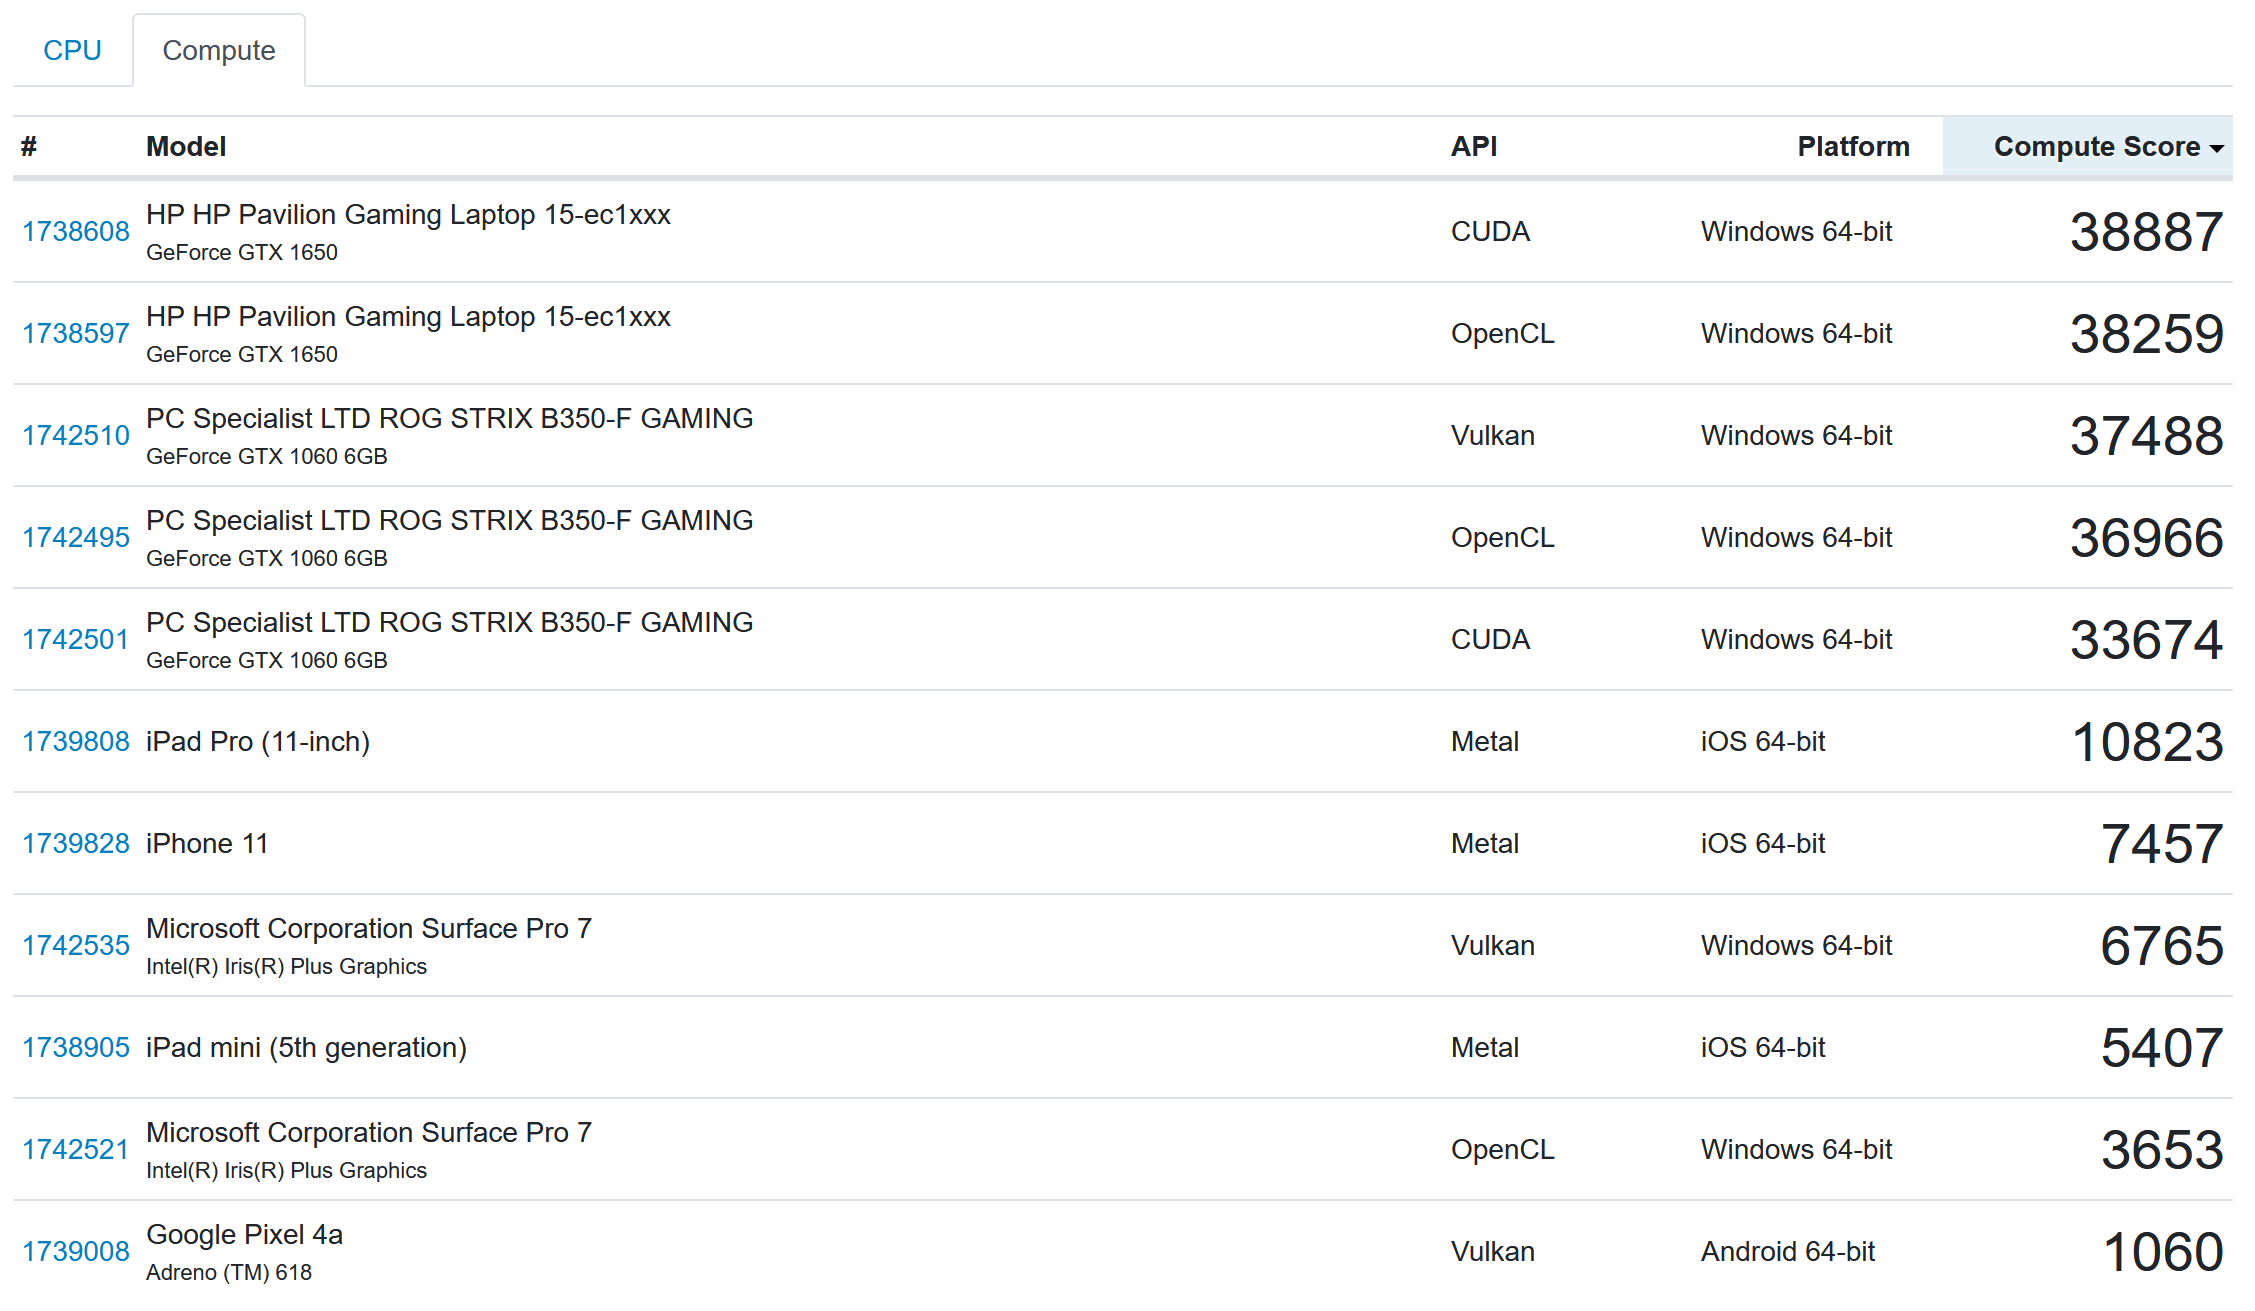 CPU Compute
# Model API Platform Compute Score
HP HP Pavilion Gaming Laptop 15-ec1xxx
1738608 CUDA Windows 64-bit 38887
GeForce GTX 1650
HP HP Pavilion Gaming Laptop 15-ec1xxx
1738597 OpenCL Windows 64-bit 38259
GeForce GTX 1650
PC Specialist LTD ROG STRIX B350-F GAMING
1742510 Vulkan Windows 64-bit 37488
GeForce GTX 1060 6GB
PC Specialist LTD ROG STRIX B350-F GAMING
1742495 OpenCL Windows 64-bit 36966
GeForce GTX 1060 6GB
PC Specialist LTD ROG STRIX B350-F GAMING
1742501 CUDA Windows 64-bit 33674
GeForce GTX 1060 6GB
1739808 iPad Pro (11-inch) Metal iOS 64-bit 10823
1739828 iPhone 11 Metal iOS 64-bit 7457
Microsoft Corporation Surface Pro 7
1742535 Vulkan Windows 64-bit 6765
Intel(R) Iris(R) Plus Graphics
1738905 iPad mini (5th generation) Metal iOS 64-bit 5407
Microsoft Corporation Surface Pro 7
1742521 OpenCL Windows 64-bit 3653
Intel(R) Iris(R) Plus Graphics
Google Pixel 4a
1739008 Vulkan Android 64-bit 1060
Adreno (TM) 618